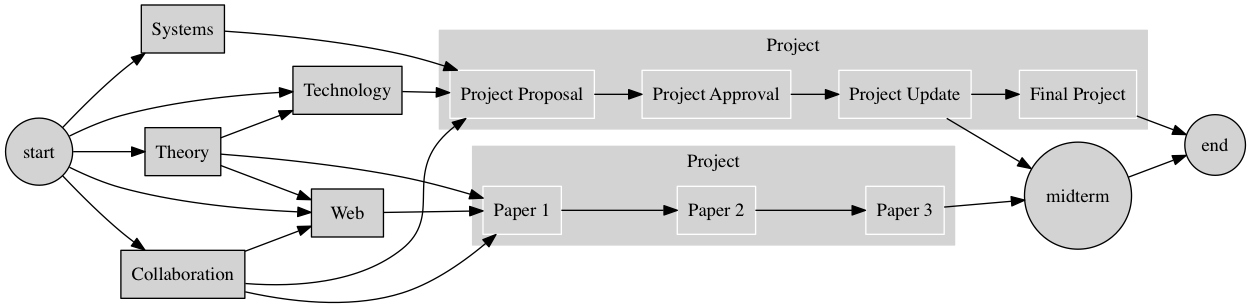 Systems
Project
Technology
Project Proposal
Project Approval
Project Update
Final Project
start
Theory
end
Project
Web
Paper 1
Paper 2
Paper 3
midterm
Collaboration